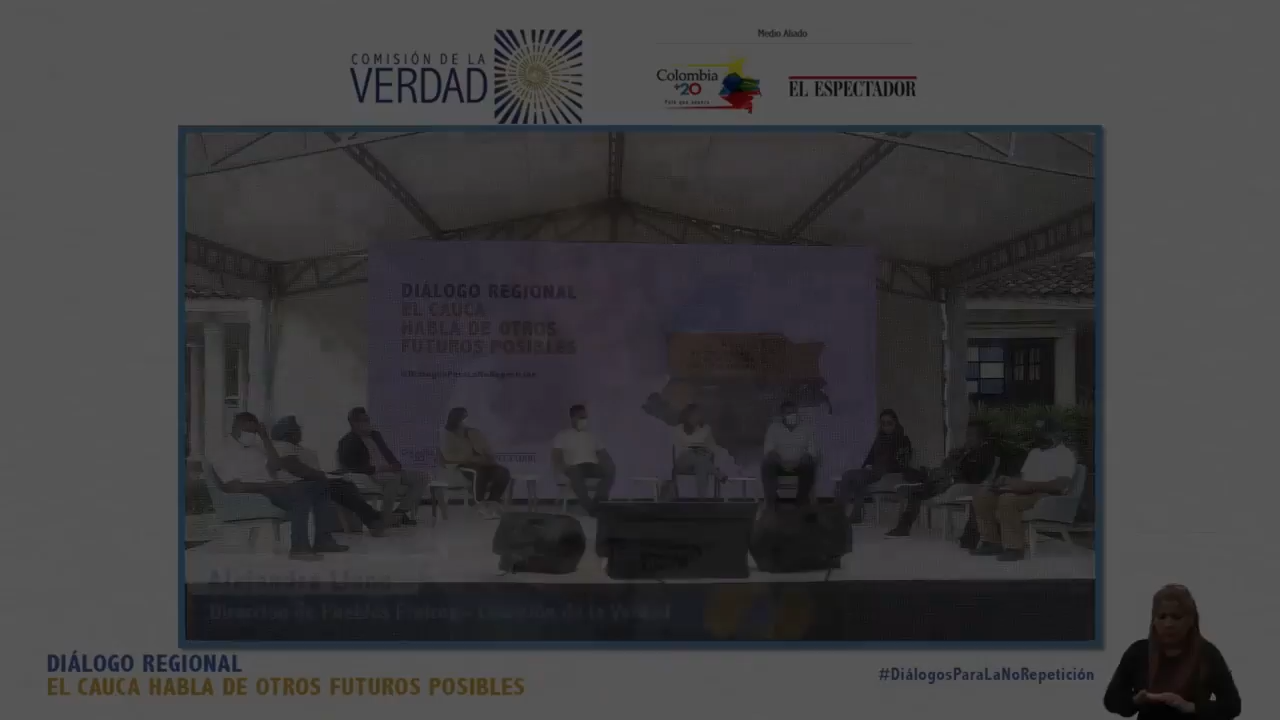 Medio Aliado
COMISIÓN DE LA
VERDAD
Colombia
+20
EL ESPECTADOR
DIÁLOGO REGIONAL
EL CAUCA
HABLA DE OTROS
FUTUROS POSIBLES
#DiálogosParaLaNoRepetición
DIÁLOGO REGIONAL
EL CAUCA HABLA DE OTROS FUTUROS POSIBLES
#DiálogosParaLaNoRepetición